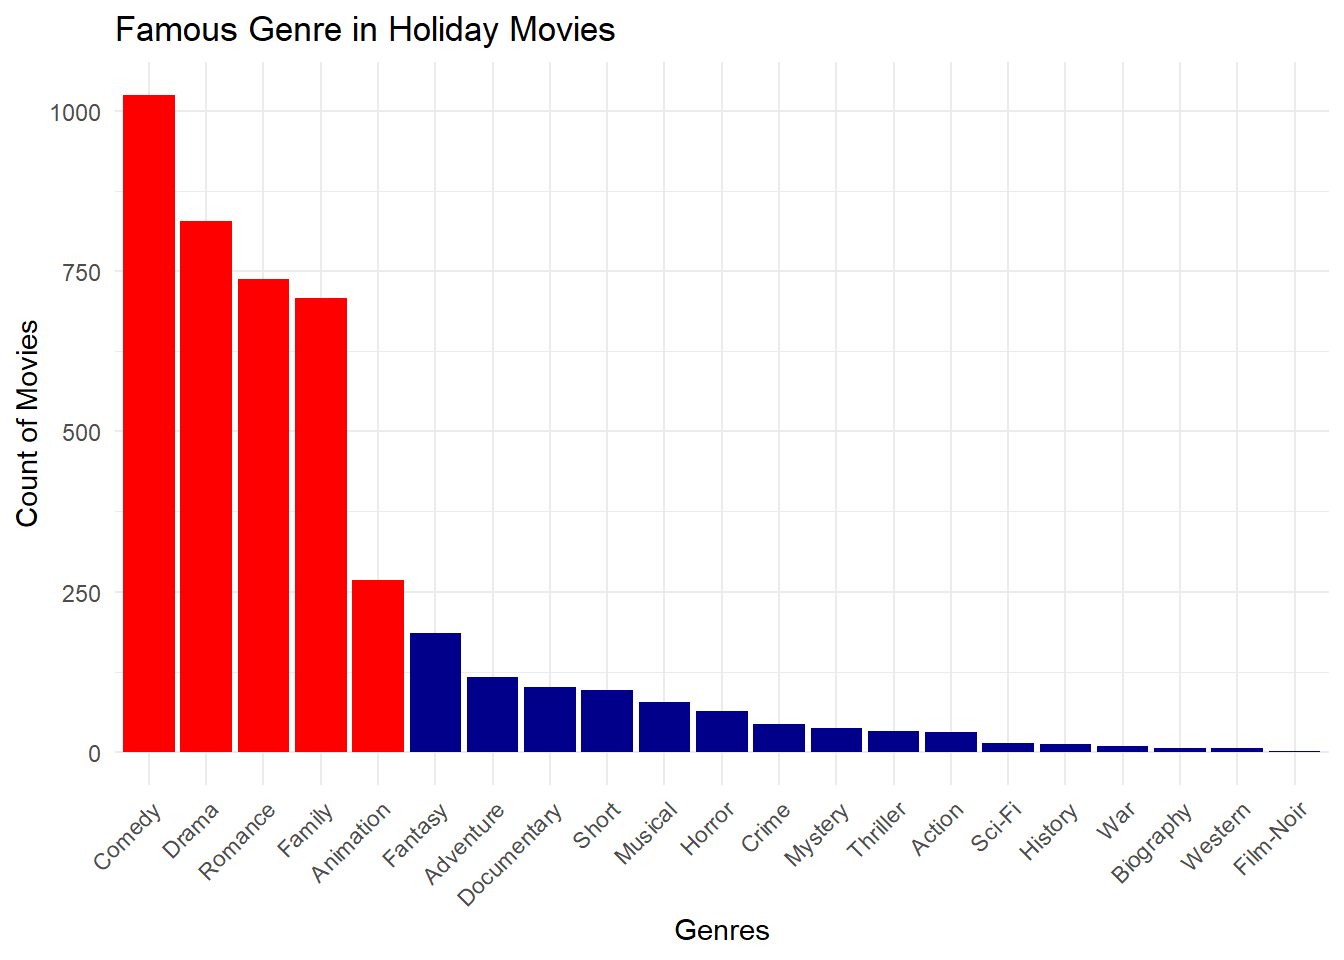 Famous Genre in Holiday Movies
Count of Movies
1000
750
500
250
0
Comedy
Drama
Romance
Family
Animation
Fantasy
Adventure
Documentary
Short
Musical
Horror
Crime
Mystery
Thriller
Action
Sci-Fi
History
War
Biography
Western
Film-Noir
Genres